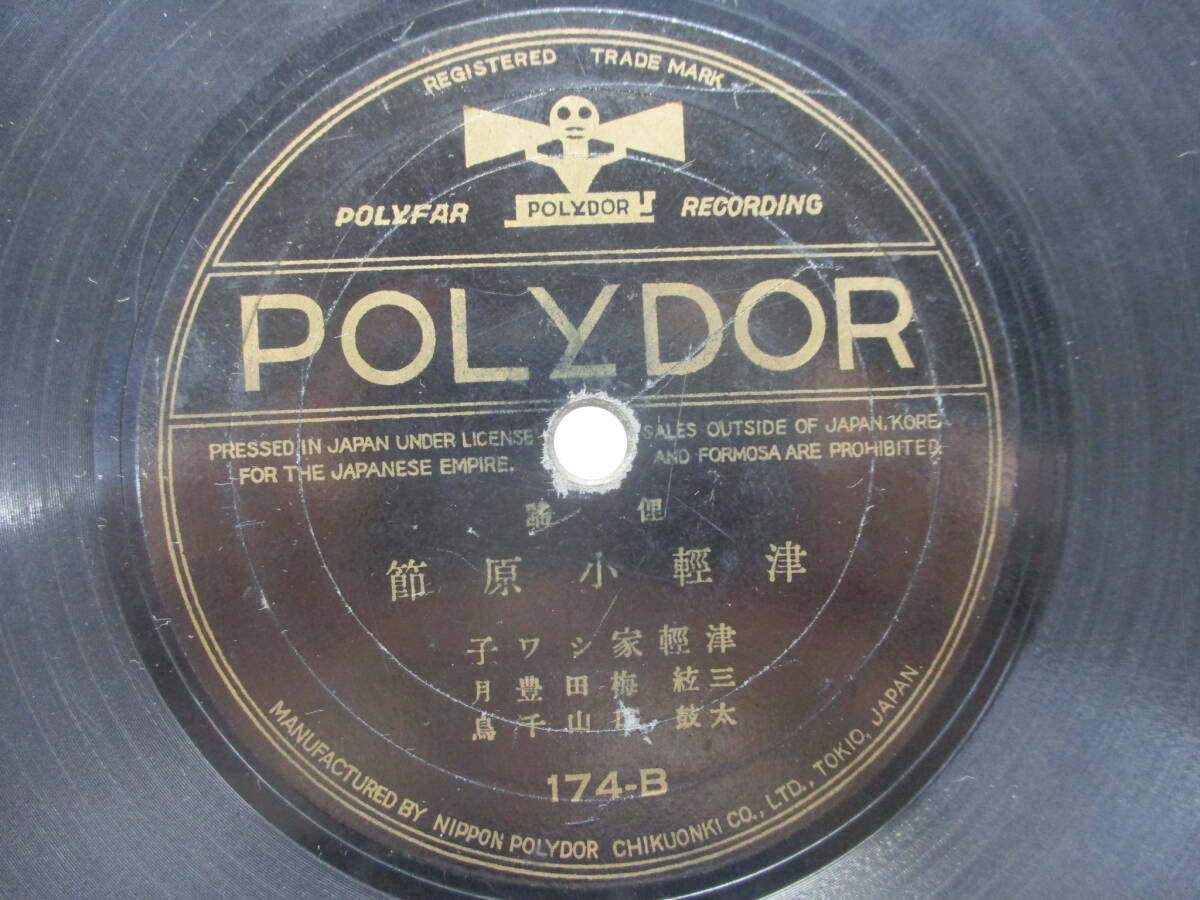 REGISTERED TRADE MARK
POLYFAR POLYDOR RECORDING
POLYDOR
PRESSED IN JAPAN UNDER LICENSE
FOR THE JAPANESE EMPIRE.
SALES OUTSIDE OF JAPAN, KORE
AND FORMOSA ARE PROHIBITED.
俚謠
津輕小原節
津輕家シワ子
三絃 梅田豊月
太鼓 山千鳥
174-B
MANUFACTURED BY NIPPON POLYDOR CHIKUONKI CO., LTD., TOKIO, JAPAN.